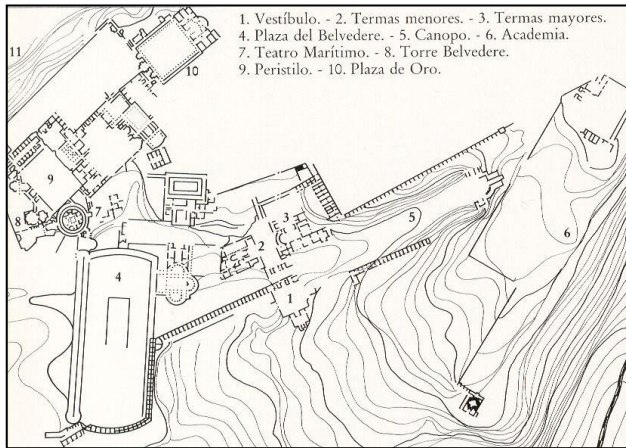 1. Vestíbulo. - 2. Termas menores. - 3. Termas mayores.
4. Plaza del Belvedere. - 5. Canopo. - 6. Academia.
7. Teatro Marítimo. - 8. Torre Belvedere.
9. Peristilo. - 10. Plaza de Oro.
11
10
9
8
7
3
2
5
6
4
1